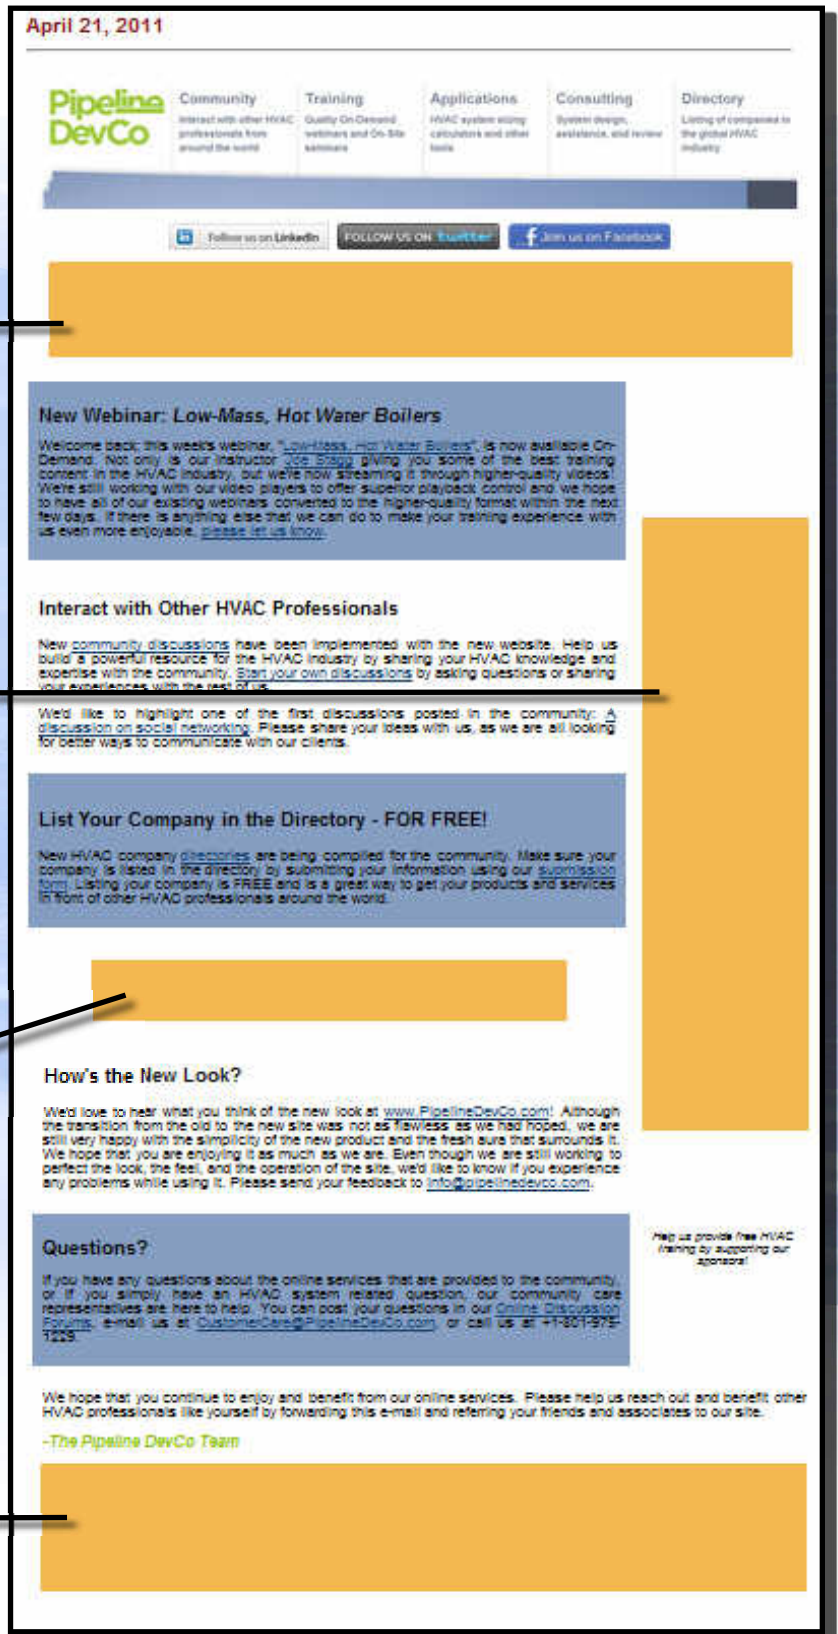 April 21, 2011
Pipeline
DevCo
Community
Interact with other HVAC
professionals from
around the world
Training
Quality On-Demand
webinars and On-Site
seminars
Applications
HVAC system sizing
calculators and other
tools
Consulting
System design,
assistance, and review
Directory
Listing of companies in
the global HVAC
industry
in Follow us on LinkedIn
FOLLOW US ON twitter
f Join us on Facebook
New Webinar: Low-Mass, Hot Water Boilers
Welcome back; this week's webinar, "Low-Mass, Hot Water Boilers", is now available On-
Demand. Not only is our instructor Joe Stagg giving you some of the best training
content in the HVAC industry, but we're now streaming it through higher-quality videos!
We're still working with our video players to offer superior playback control and we hope
to have all of our existing webinars converted to the higher-quality format within the next
few days. If there is anything else that we can do to make your training experience with
us even more enjoyable, please let us know.
Interact with Other HVAC Professionals
New community discussions have been implemented with the new website. Help us
build a powerful resource for the HVAC industry by sharing your HVAC knowledge and
expertise with the community. Start your own discussions by asking questions or sharing
your experiences with the rest of us.
We'd like to highlight one of the first discussions posted in the community: A
discussion on social networking. Please share your ideas with us, as we are all looking
for better ways to communicate with our clients.
List Your Company in the Directory - FOR FREE!
New HVAC company directories are being compiled for the community. Make sure your
company is listed in the directory by submitting your information using our submission
form. Listing your company is FREE and is a great way to get your products and services
in front of other HVAC professionals around the world.
How's the New Look?
We'd love to hear what you think of the new look at www.PipelineDevCo.com! Although
the transition from the old to the new site was not as flawless as we had hoped, we are
still very happy with the simplicity of the new product and the fresh aura that surrounds it.
We hope that you are enjoying it as much as we are. Even though we are still working to
perfect the look, the feel, and the operation of the site, we'd like to know if you experience
any problems while using it. Please send your feedback to info@pipelinedevco.com.
Help us provide free HVAC
training by supporting our
sponsors!
Questions?
If you have any questions about the online services that are provided to the community,
or if you simply have an HVAC system related question, our community care
representatives are here to help. You can post your questions in our Online Discussion
Forums, e-mail us at CustomerCare@PipelineDevCo.com, or call us at +1-801-975-
1229.
We hope that you continue to enjoy and benefit from our online services. Please help us reach out and benefit other
HVAC professionals like yourself by forwarding this e-mail and referring your friends and associates to our site.
-The Pipeline DevCo Team